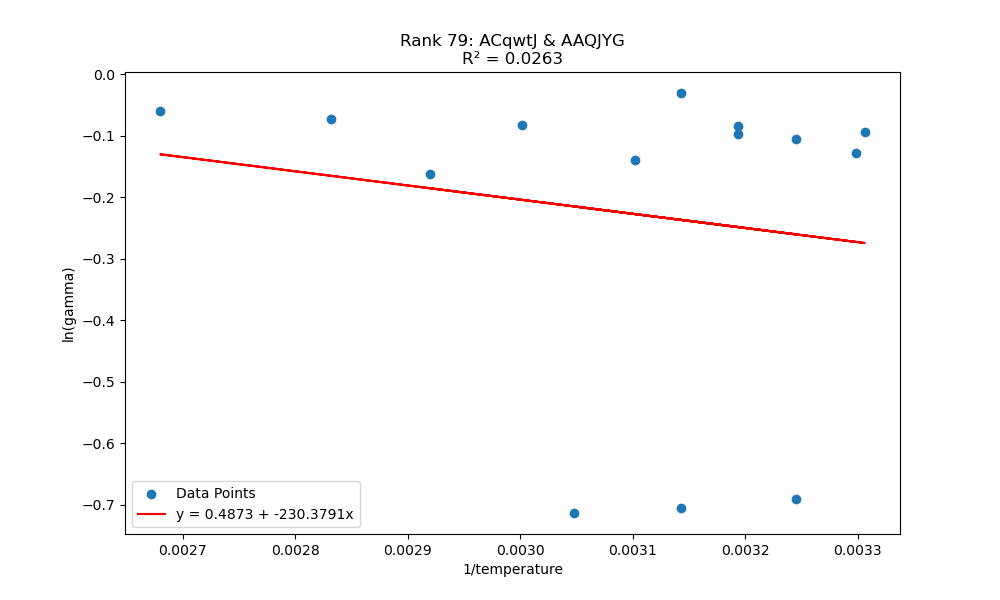 Rank 79: ACqwtJ & AAQJYG
R² = 0.0263
0.0
−0.1
−0.2
−0.3
−0.4
−0.5
−0.6
−0.7
ln(gamma)
Data Points
y = 0.4873 + -230.3791x
0.0027
0.0028
0.0029
0.0030
0.0031
0.0032
0.0033
1/temperature